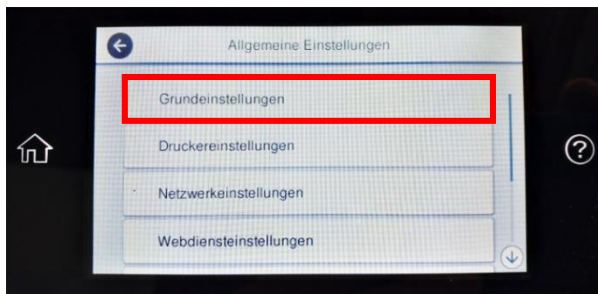 Allgemeine Einstellungen
Grundeinstellungen
Druckereinstellungen
Netzwerkeinstellungen
Webdiensteinstellungen
?